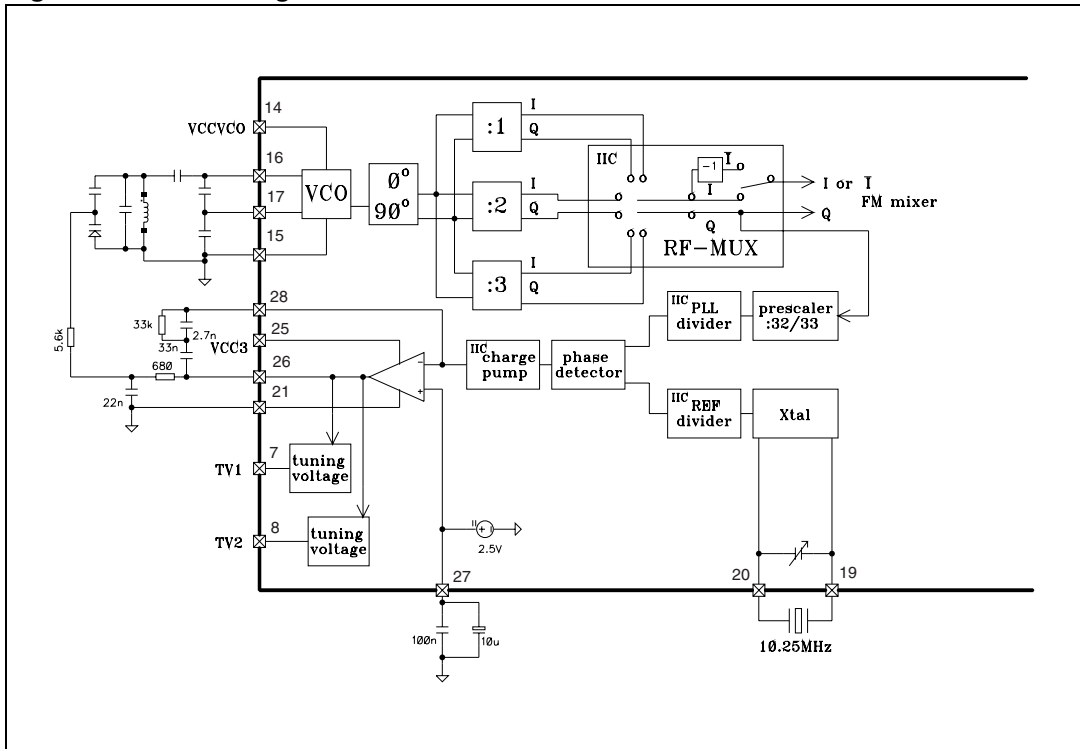 14
VCCVCO
16
17
15
VCO
0°
90°
:1
I
Q
:2
I
Q
:3
I
Q
IIC
-1
I
I
Q
RF-MUX
I or I
FM mixer
Q
28
33k
2.7n
25
33n
VCC3
26
680
21
22n
5.6k
IIC
charge
pump
phase
detector
IIC
PLL
divider
prescaler
:32/33
IIC
REF
divider
Xtal
-
+
7
TV1
tuning
voltage
8
TV2
tuning
voltage
2.5V
27
100n
10u
20
19
10.25MHz